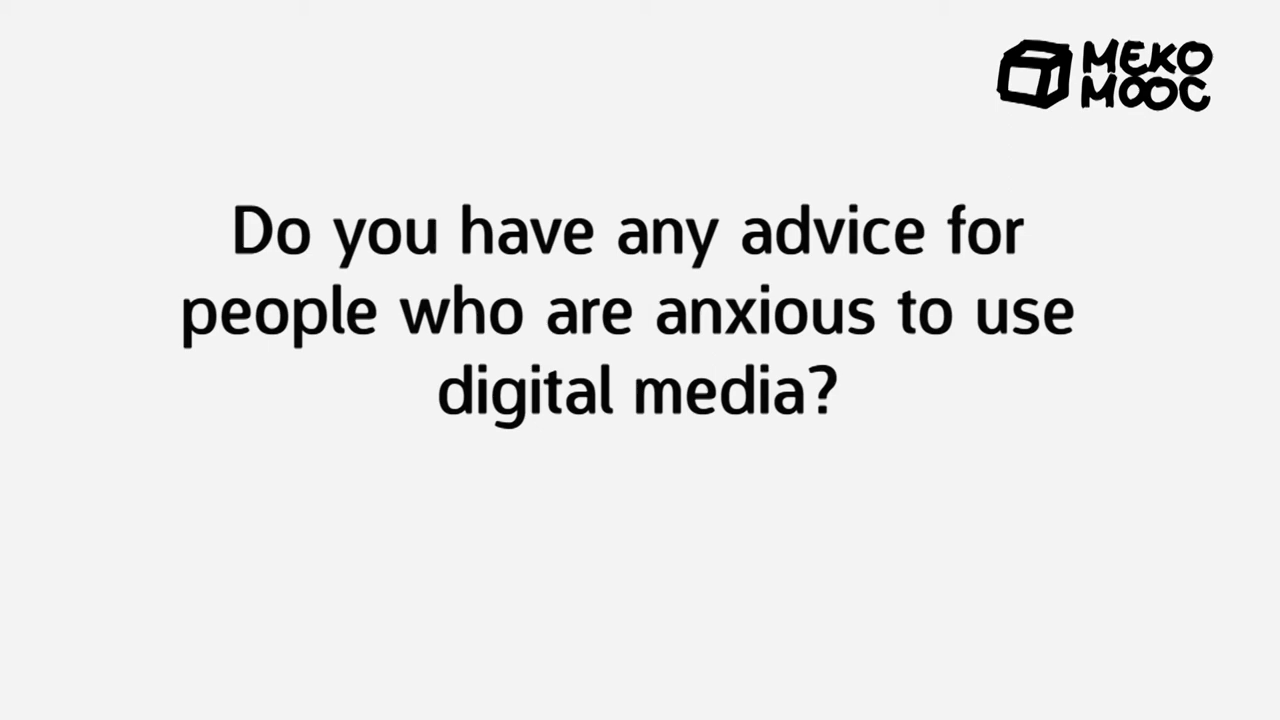 MEKO
MOOC
Do you have any advice for
people who are anxious to use
digital media?